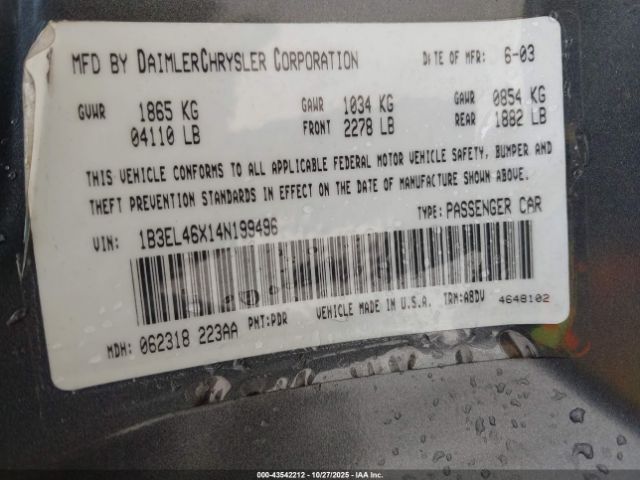 MFD BY DAIMLERCHRYSLER CORPORATION DATE OF MFR: 6-03
GVWR 1865 KG GAWR 1034 KG GAWR 0854 KG
04110 LB FRONT 2278 LB REAR 1882 LB
THIS VEHICLE CONFORMS TO ALL APPLICABLE FEDERAL MOTOR VEHICLE SAFETY, BUMPER AND
THEFT PREVENTION STANDARDS IN EFFECT ON THE DATE OF MANUFACTURE SHOWN ABOVE.
VIN: 1B3EL46X14N199496 TYPE: PASSENGER CAR
MDH: 062318 223AA PNT:PDR VEHICLE MADE IN U.S.A. TRM:ABDV 4648102
000-43542212 - 10/27/2025 - IAA Inc.